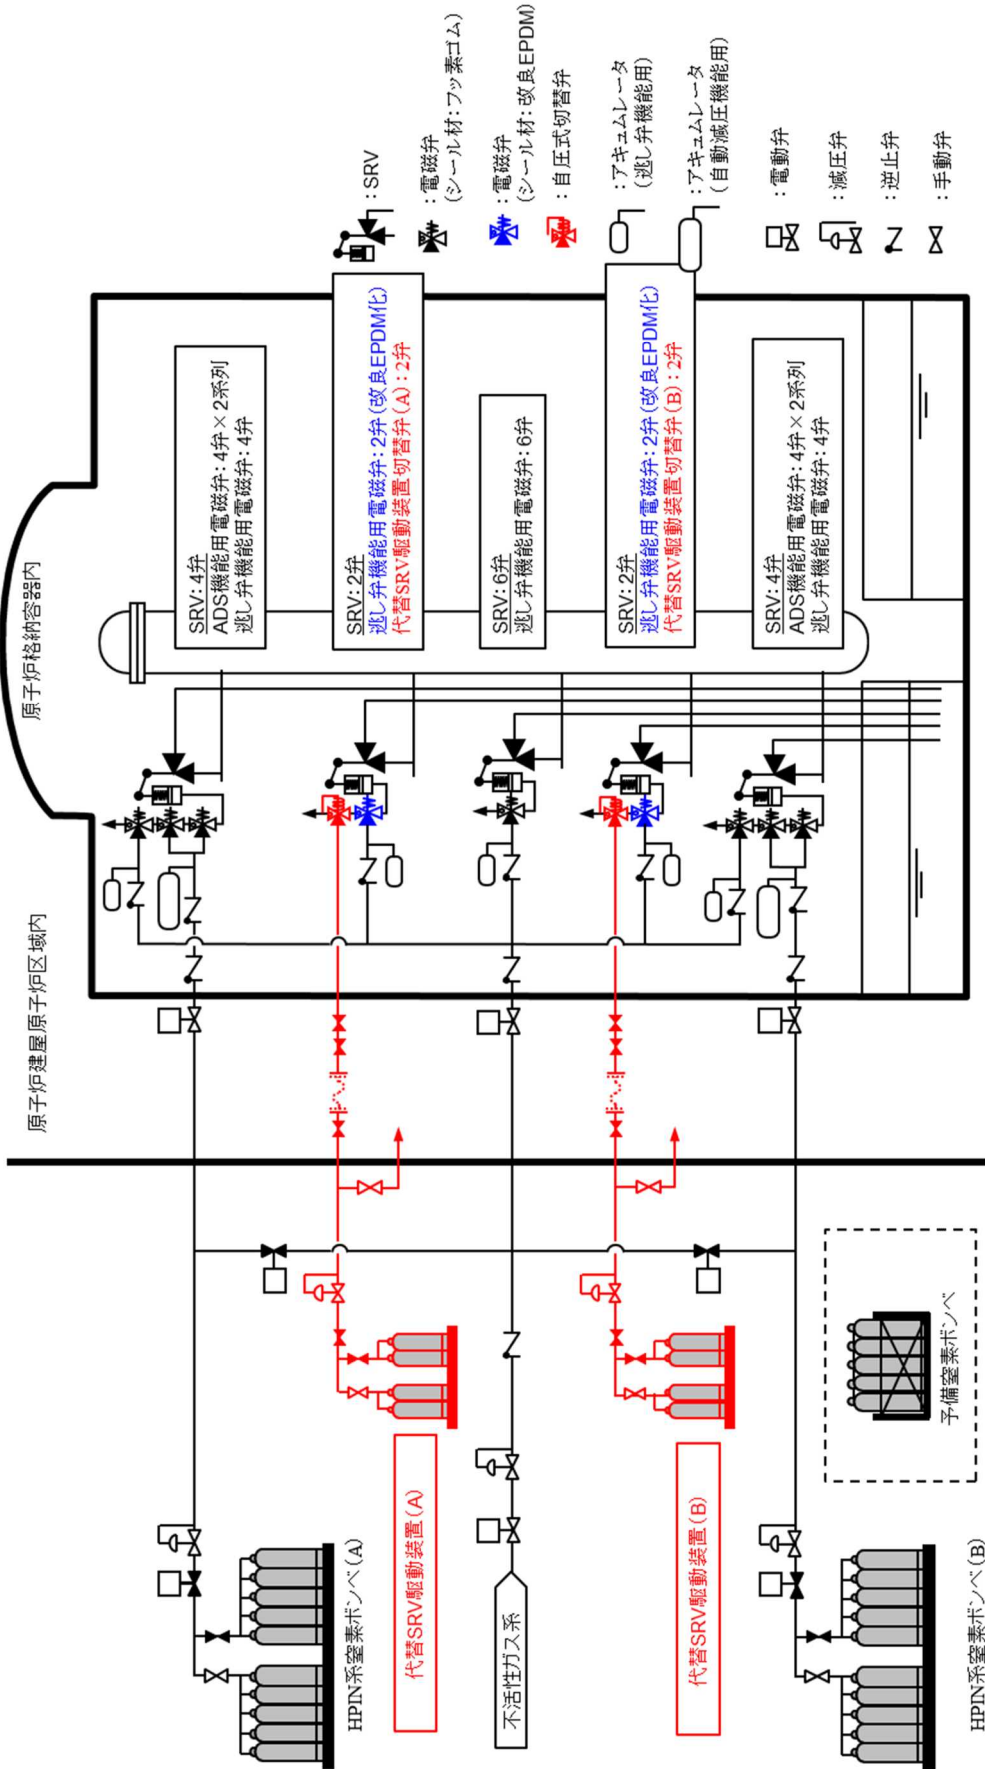 原子炉格納容器内
原子炉建屋原子炉区域内
SRV:4弁
ADS機能用電磁弁:4弁×2系列
逃し弁機能用電磁弁:4弁
SRV:2弁
逃し弁機能用電磁弁:2弁(改良EPDM化)
代替SRV駆動装置切替弁(A):2弁
SRV:6弁
逃し弁機能用電磁弁:6弁
SRV:2弁
逃し弁機能用電磁弁:2弁(改良EPDM化)
代替SRV駆動装置切替弁(B):2弁
SRV:4弁
ADS機能用電磁弁:4弁×2系列
逃し弁機能用電磁弁:4弁
:SRV
:電磁弁
(シール材:フッ素ゴム)
:電磁弁
(シール材:改良EPDM)
:自圧式切替弁
:アキュムレータ
(逃し弁機能用)
:アキュムレータ
(自動減圧機能用)
:電動弁
:減圧弁
:逆止弁
:手動弁
HPIN系窒素ボンベ(A)
代替SRV駆動装置(A)
不活性ガス系
代替SRV駆動装置(B)
HPIN系窒素ボンベ(B)
予備窒素ボンベ